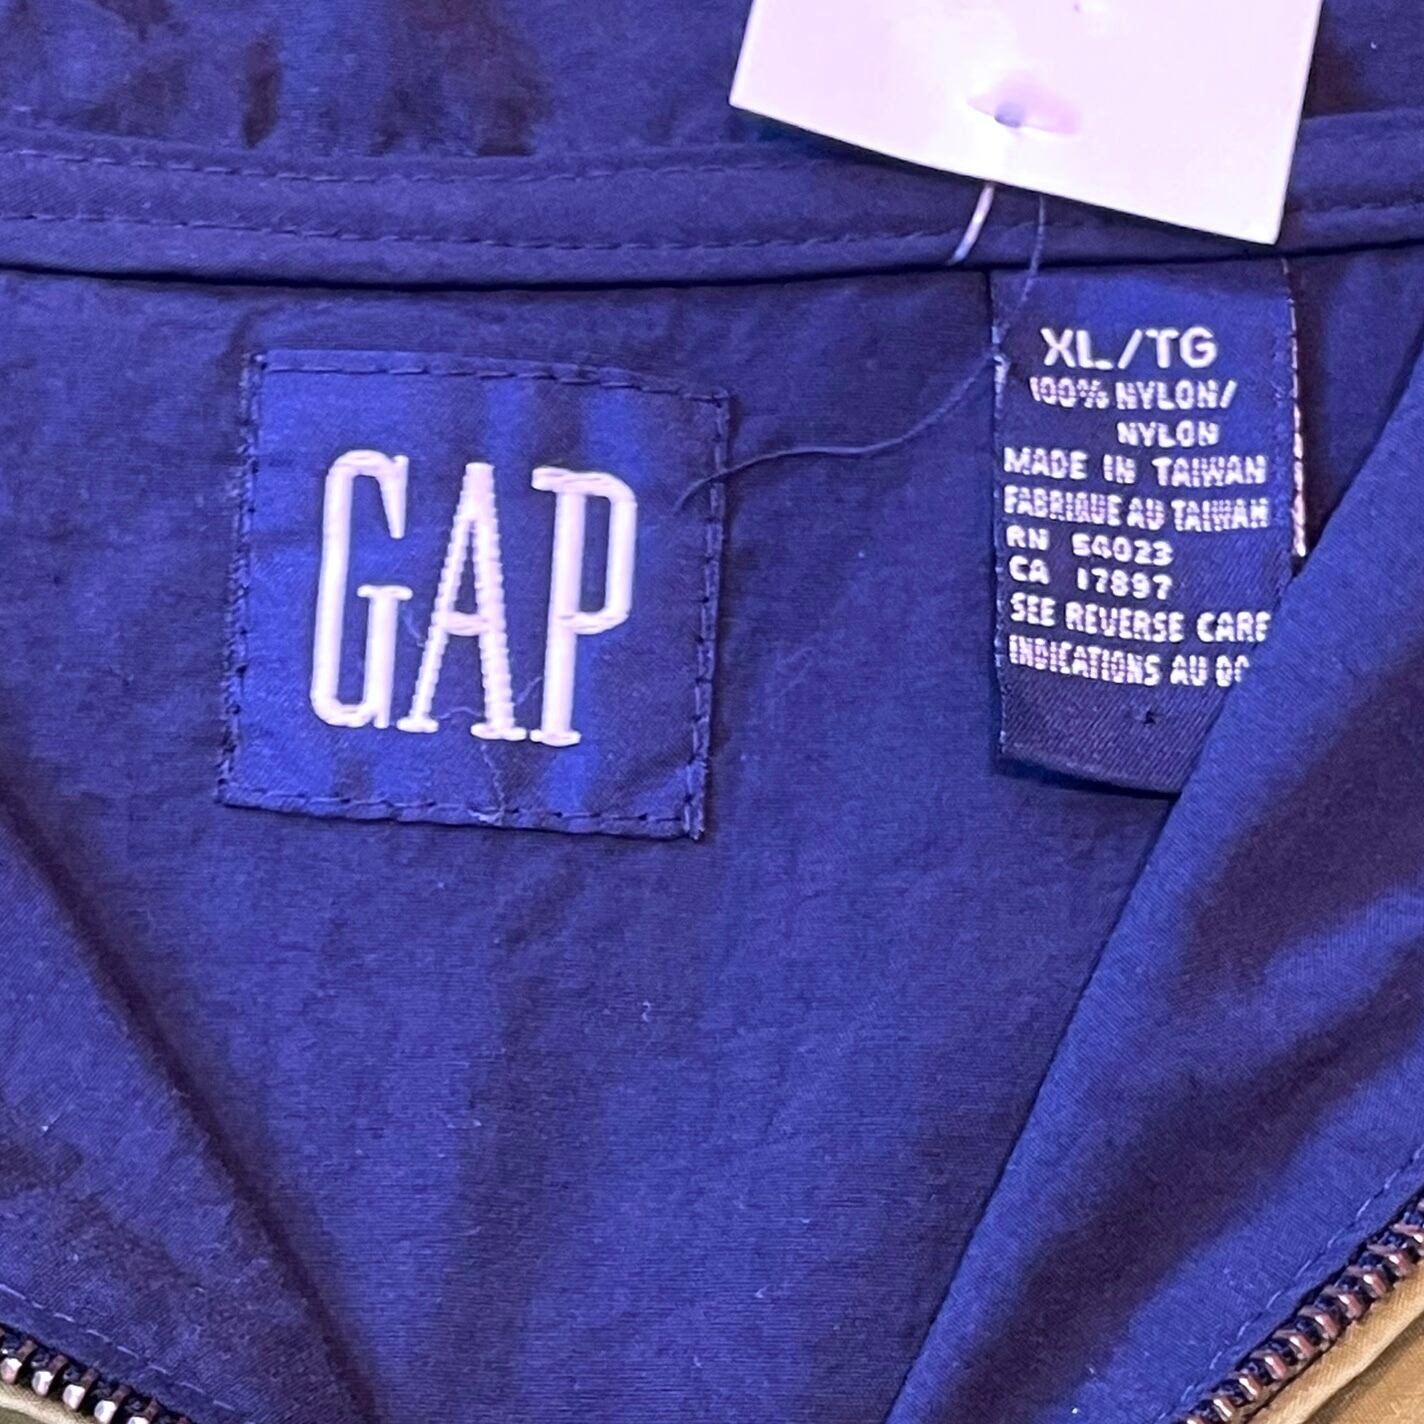 GAP
XL/TG
100% NYLON/
NYLON
MADE IN TAIWAN
FABRIQUE AU TAIWAN
RN 54023
CA 17897
SEE REVERSE CARE
INDICATIONS AU